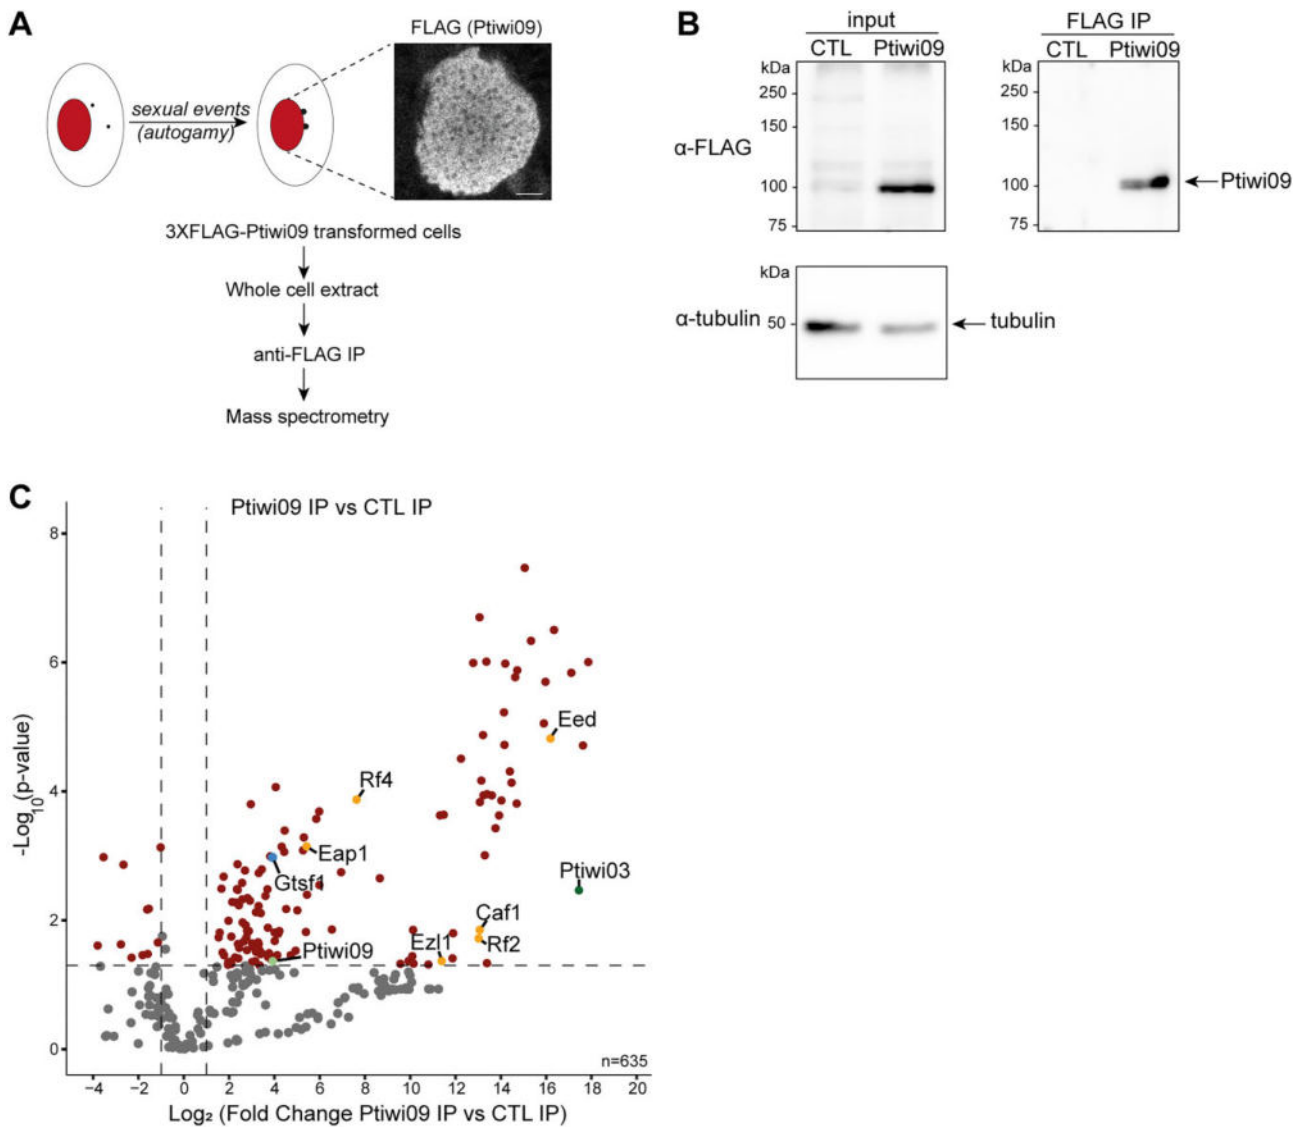 A
FLAG (Ptiwi09)
sexual events
(autogamy)
3XFLAG-Ptiwi09 transformed cells
Whole cell extract
anti-FLAG IP
Mass spectrometry
B
input
CTL Ptiwi09
kDa
250
150
100
75
α-FLAG
FLAG IP
CTL Ptiwi09
kDa
250
150
100
75
Ptiwi09
kDa
α-tubulin
50
tubulin
C
Ptiwi09 IP vs CTL IP
8
6
4
2
0
-Log10(p-value)
Eed
Rf4
Eap1
Gtsf1
Ptiwi03
Caf1
Rf2
Ezl1
Ptiwi09
n=635
−4 −2 0 2 4 6 8 10 12 14 16 18 20
Log₂ (Fold Change Ptiwi09 IP vs CTL IP)